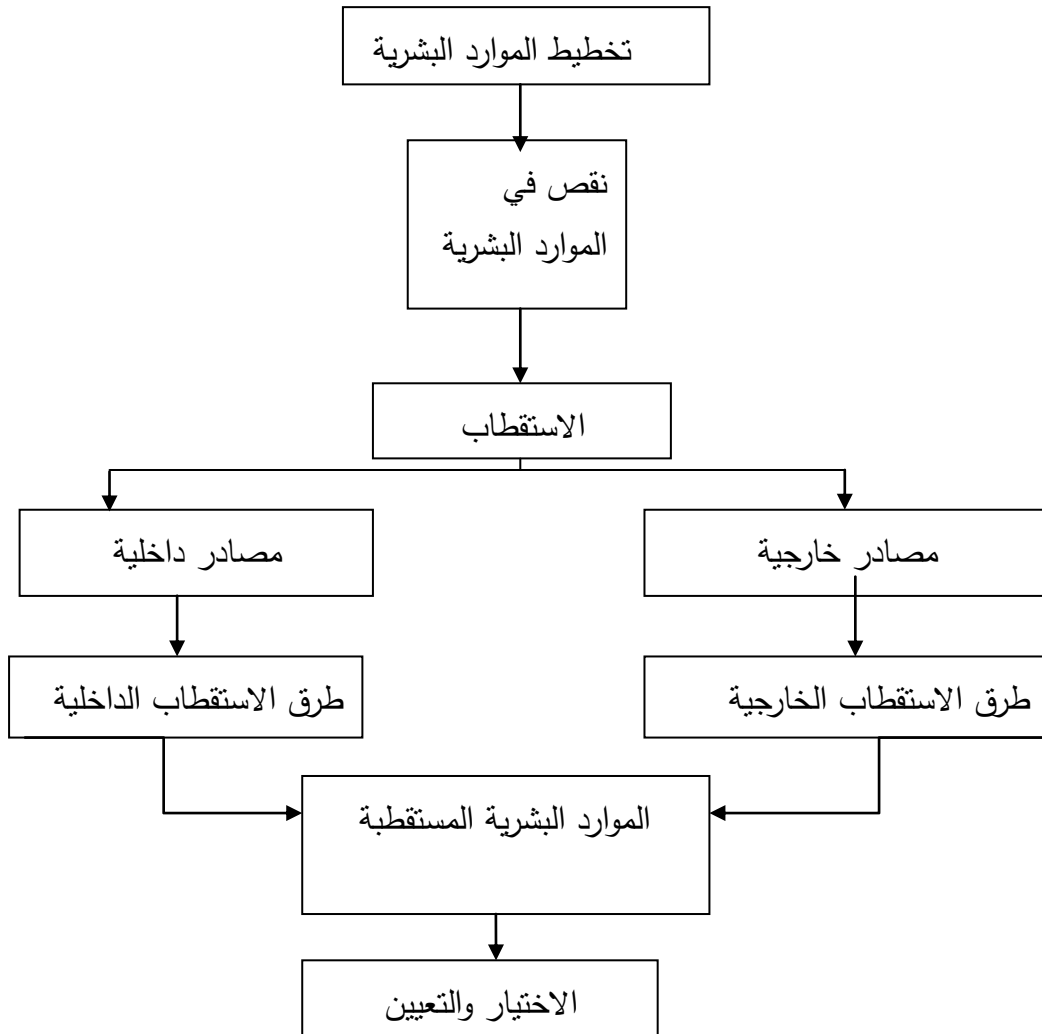 تخطيط الموارد البشرية
نقص في
الموارد البشرية
الاستقطاب
مصادر خارجية
مصادر داخلية
طرق الاستقطاب الخارجية
طرق الاستقطاب الداخلية
الموارد البشرية المستقطبة
الاختيار والتعيين